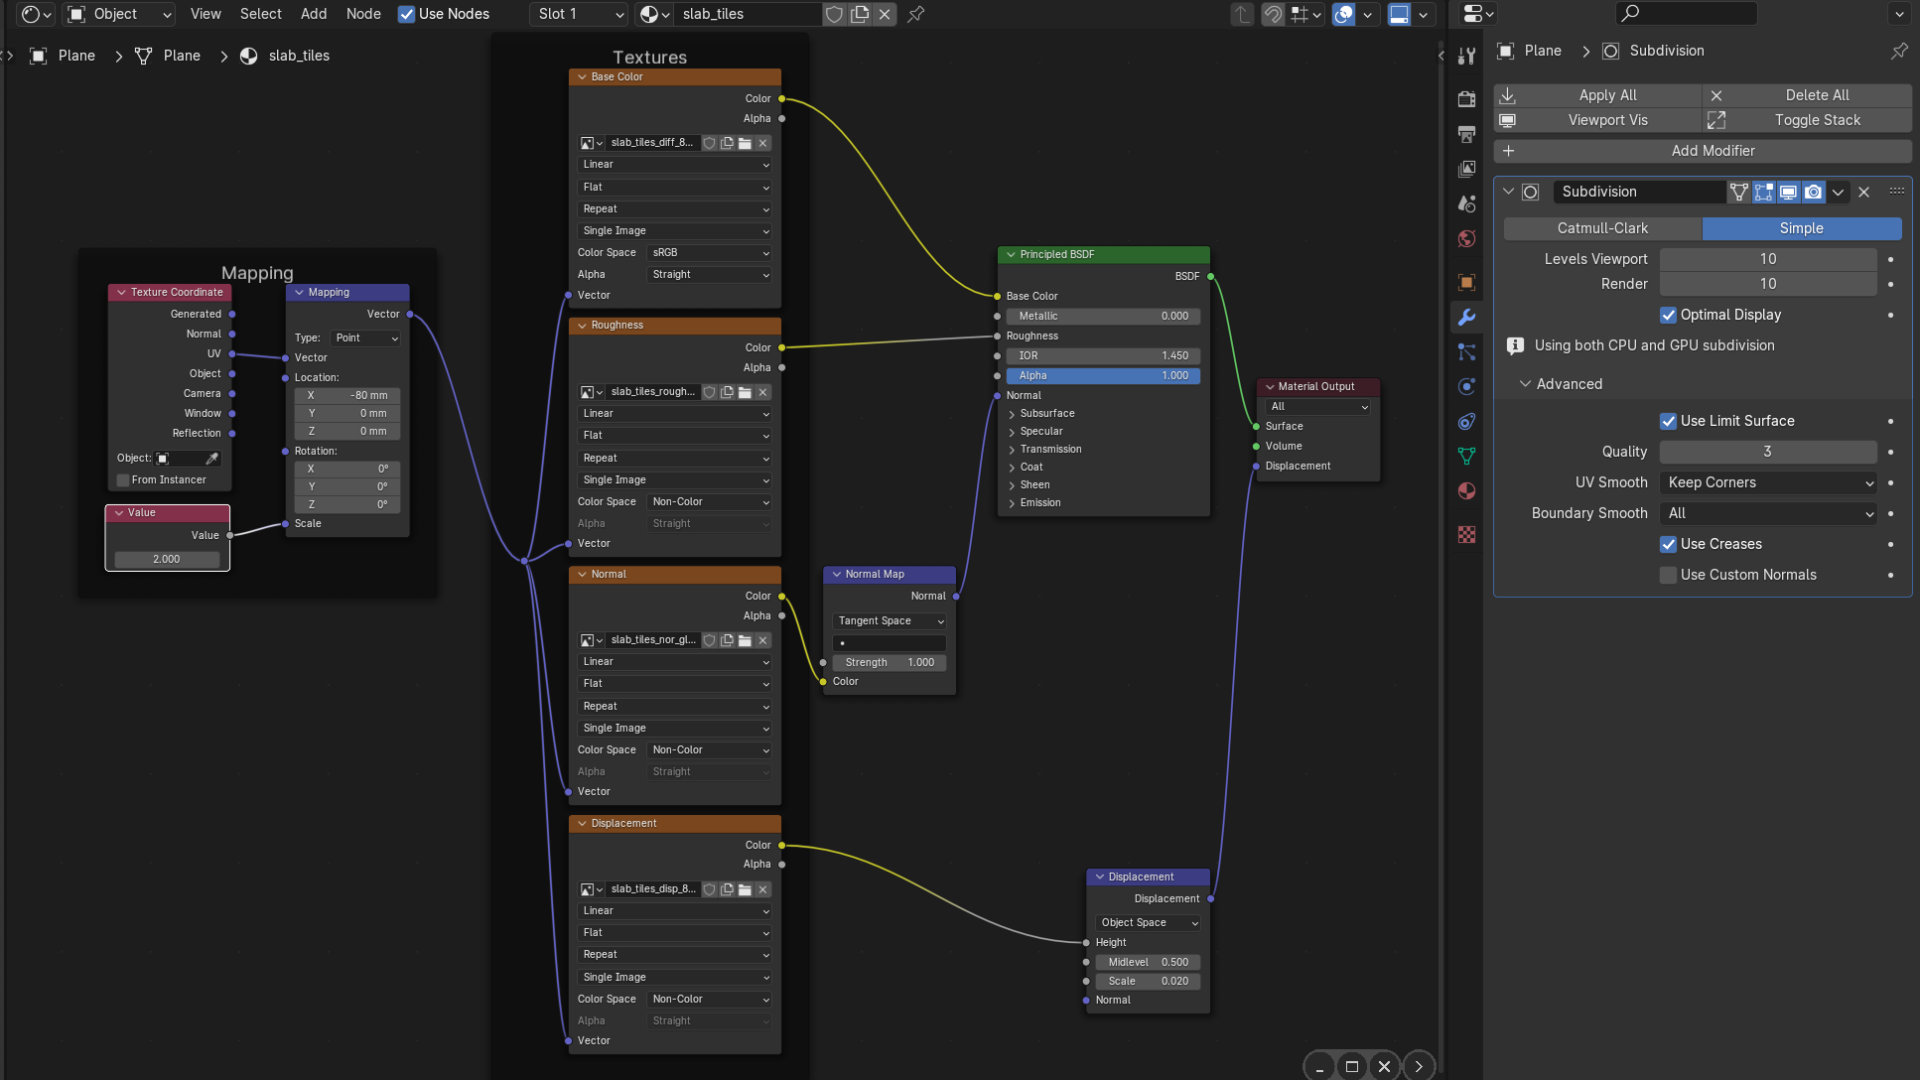 Object View Select Add Node Use Nodes Slot 1 slab_tiles
Plane > Plane > slab_tiles
Mapping
Texture Coordinate
Generated
Normal
UV
Object
Camera
Window
Reflection
Object:
From Instancer
Value
Value
2.000
Mapping
Vector
Type: Point
Vector
Location:
X -80 mm
Y 0 mm
Z 0 mm
Rotation:
X 0°
Y 0°
Z 0°
Scale
Textures
Base Color
Color
Alpha
slab_tiles_diff_8...
Linear
Flat
Repeat
Single Image
Color Space sRGB
Alpha Straight
Vector
Roughness
Color
Alpha
slab_tiles_rough...
Linear
Flat
Repeat
Single Image
Color Space Non-Color
Alpha Straight
Vector
Normal
Color
Alpha
slab_tiles_nor_gl...
Linear
Flat
Repeat
Single Image
Color Space Non-Color
Alpha Straight
Vector
Displacement
Color
Alpha
slab_tiles_disp_8...
Linear
Flat
Repeat
Single Image
Color Space Non-Color
Alpha Straight
Vector
Normal Map
Normal
Tangent Space
Strength 1.000
Color
Principled BSDF
BSDF
Base Color
Metallic 0.000
Roughness
IOR 1.450
Alpha 1.000
Normal
Subsurface
Specular
Transmission
Coat
Sheen
Emission
Displacement
Displacement
Object Space
Height
Midlevel 0.500
Scale 0.020
Normal
Material Output
All
Surface
Volume
Displacement
Plane > Subdivision
Apply All Delete All
Viewport Vis Toggle Stack
Add Modifier
Subdivision
Catmull-Clark Simple
Levels Viewport 10
Render 10
Optimal Display
Using both CPU and GPU subdivision
Advanced
Use Limit Surface
Quality 3
UV Smooth Keep Corners
Boundary Smooth All
Use Creases
Use Custom Normals